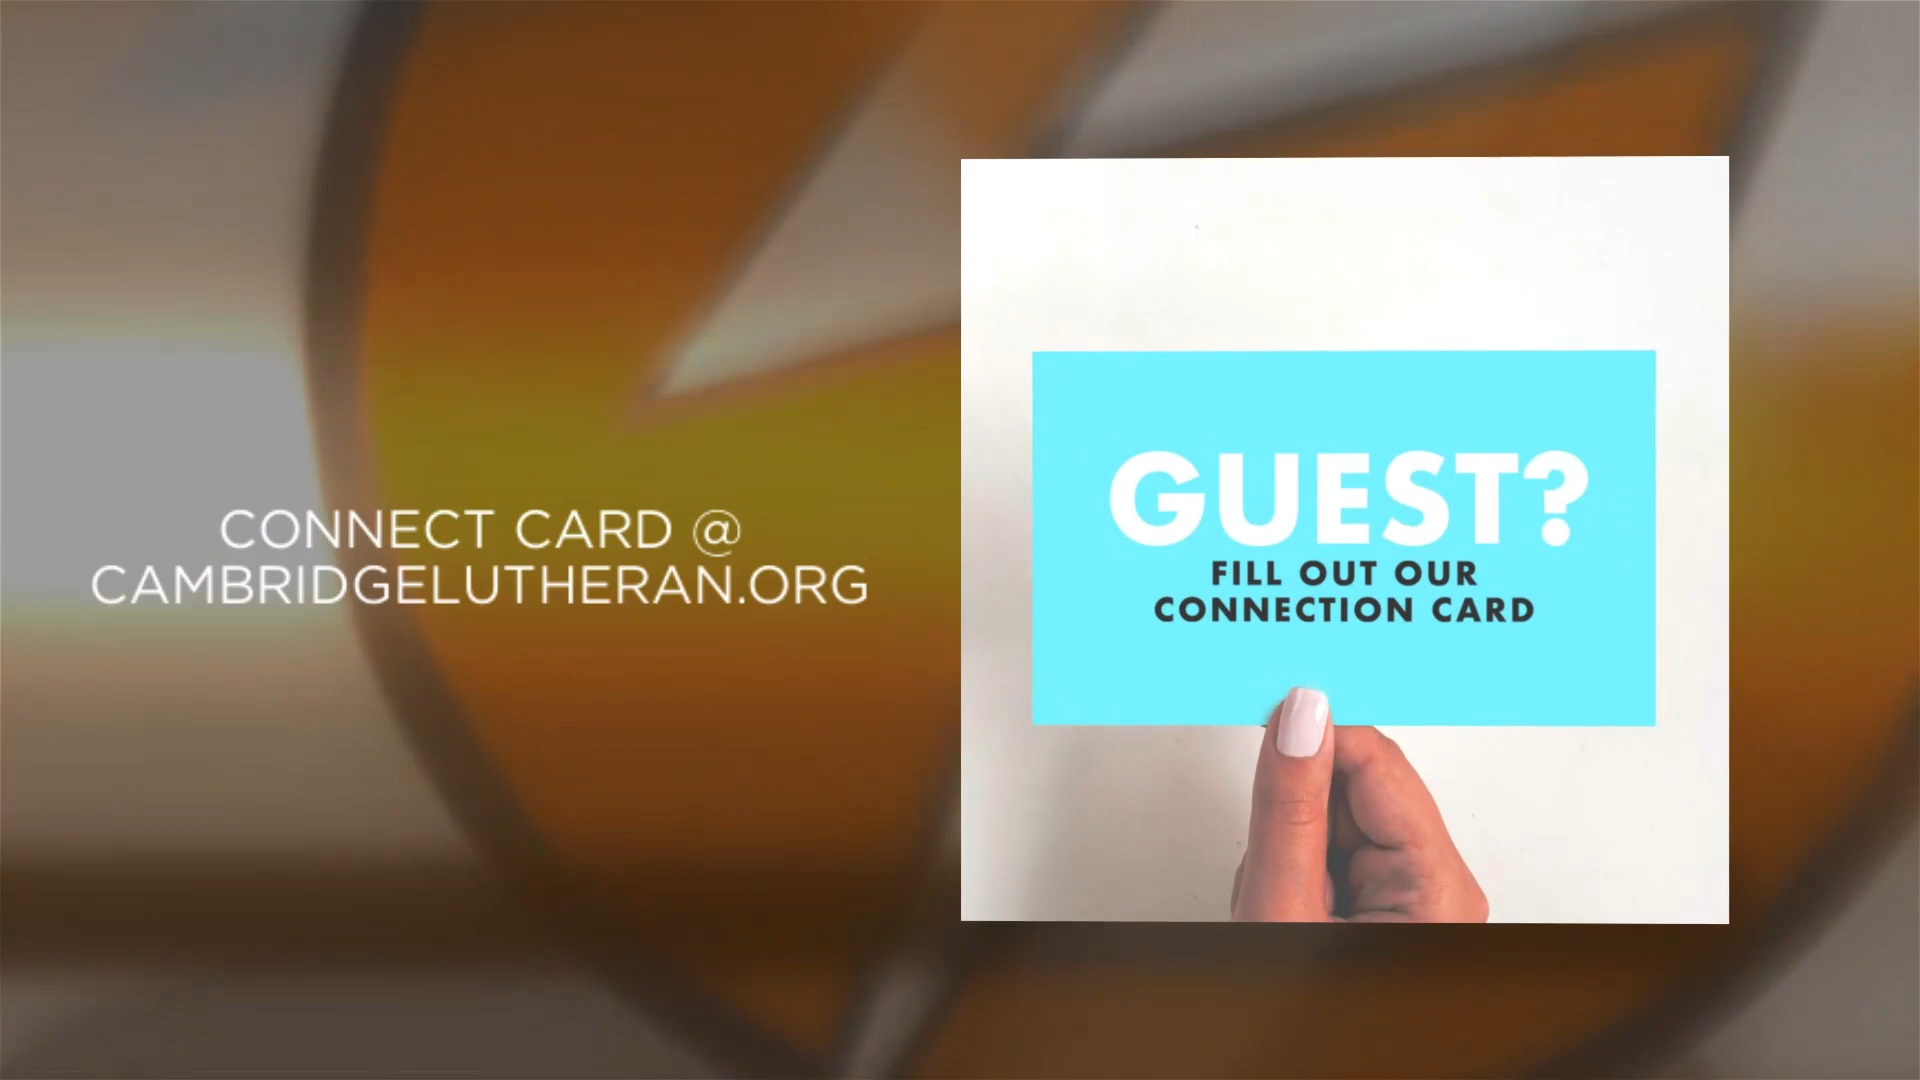 CONNECT CARD @
CAMBRIDGELUTHERAN.ORG
GUEST?
FILL OUT OUR
CONNECTION CARD